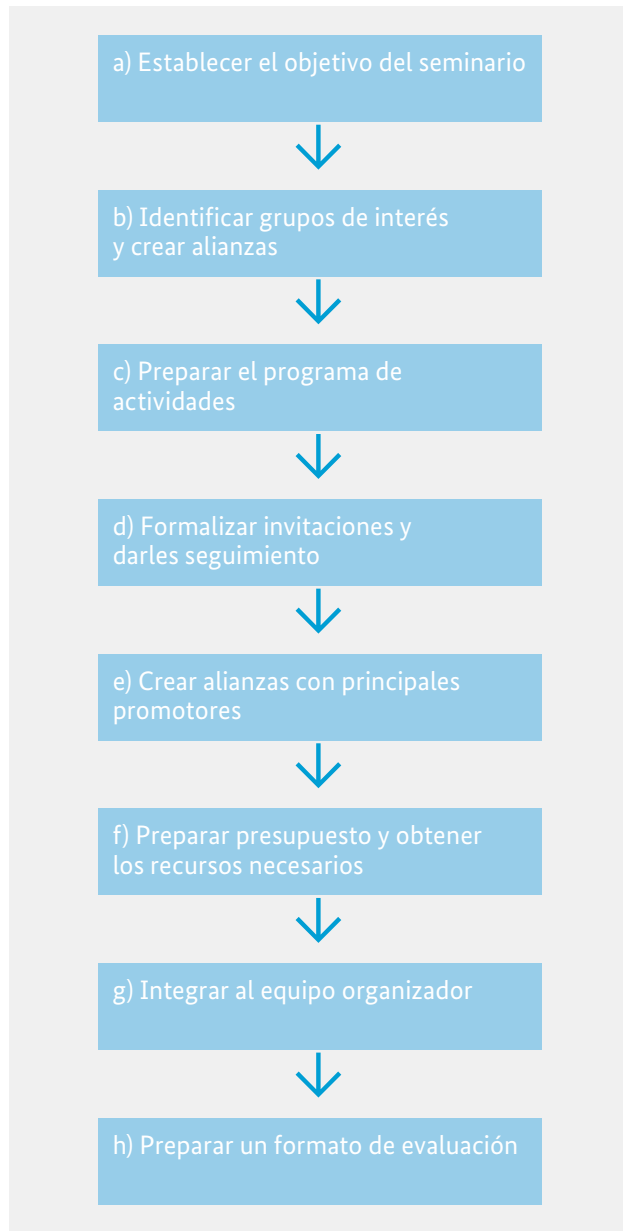 a) Establecer el objetivo del seminario
b) Identificar grupos de interés
y crear alianzas
c) Preparar el programa de
actividades
d) Formalizar invitaciones y
darles seguimiento
e) Crear alianzas con principales
promotores
f) Preparar presupuesto y obtener
los recursos necesarios
g) Integrar al equipo organizador
h) Preparar un formato de evaluación